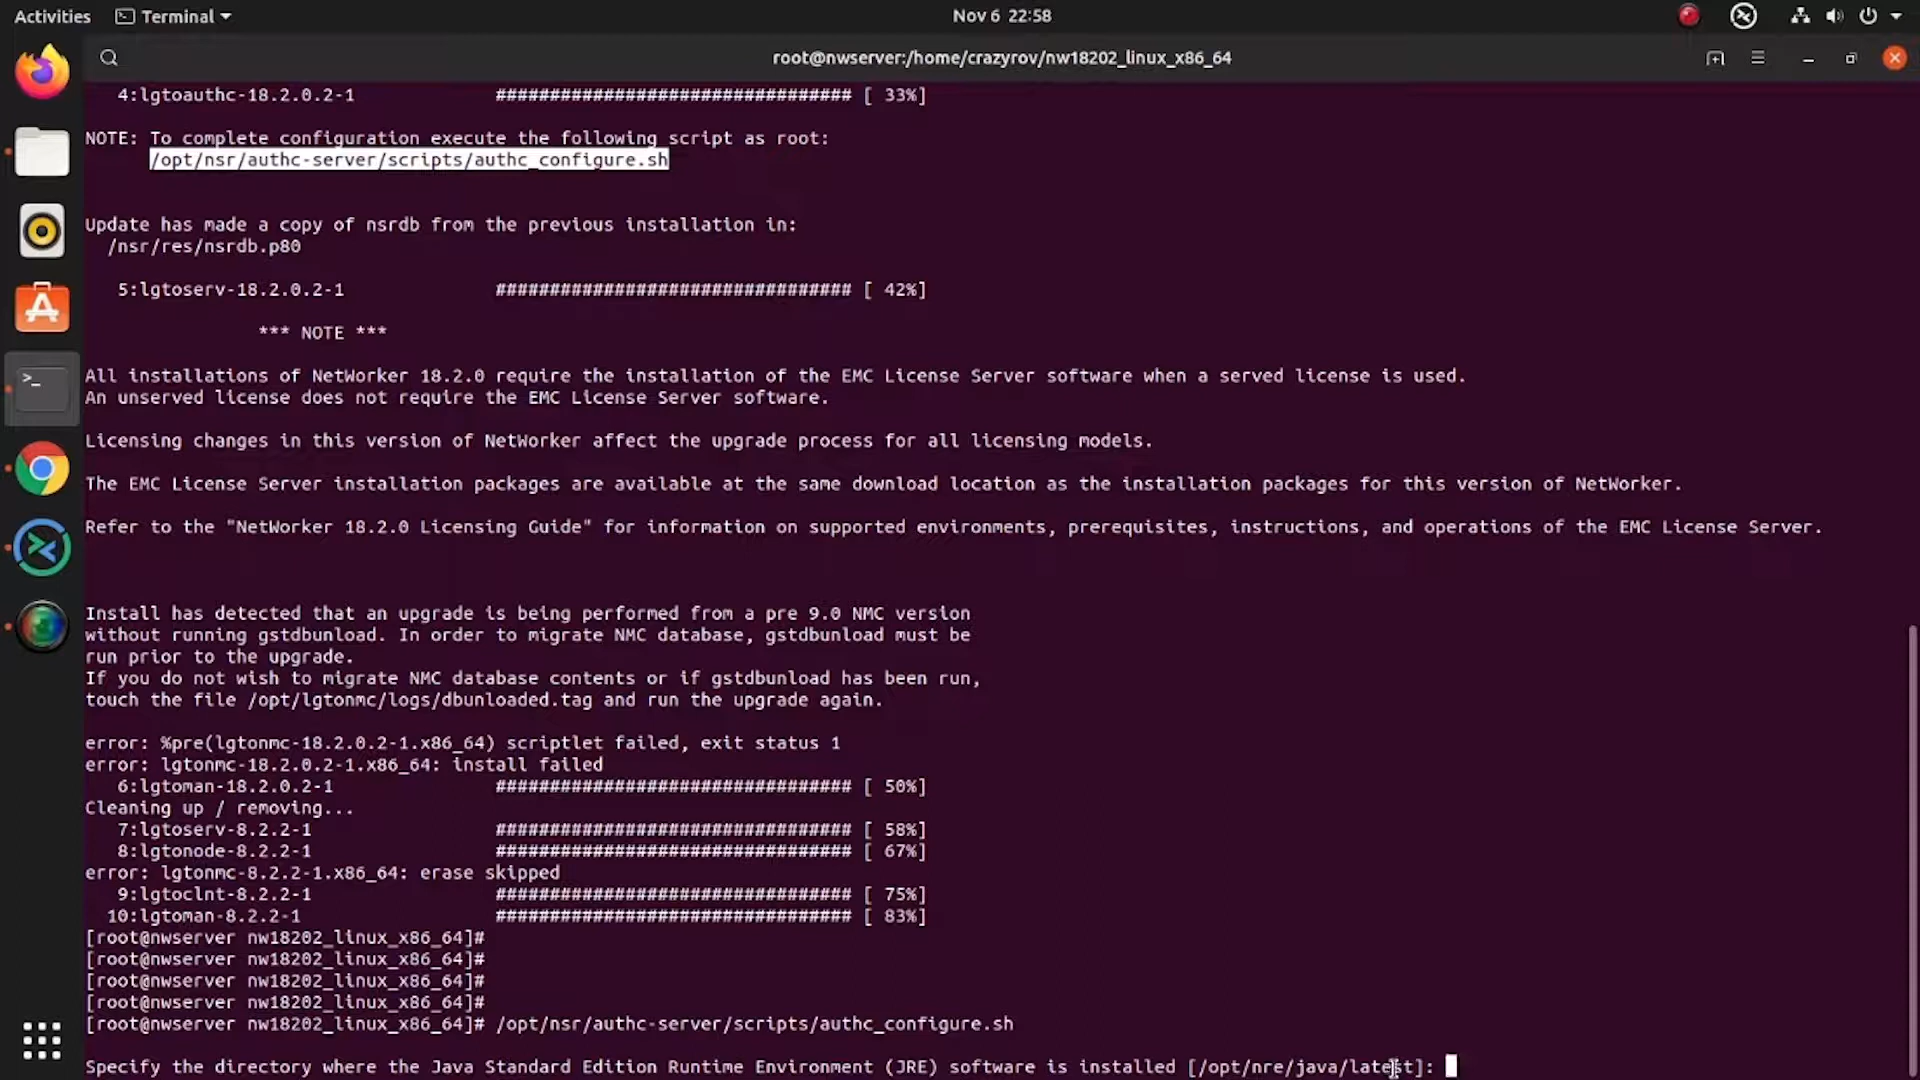 Activities Terminal Nov 6 22:58
root@nwserver:/home/crazyrov/nw18202_linux_x86_64
4:lgtoauthc-18.2.0.2-1 ################################# [ 33%]
NOTE: To complete configuration execute the following script as root:
/opt/nsr/authc-server/scripts/authc_configure.sh
Update has made a copy of nsrdb from the previous installation in:
/nsr/res/nsrdb.p80
5:lgtoserv-18.2.0.2-1 ################################# [ 42%]
*** NOTE ***
All installations of NetWorker 18.2.0 require the installation of the EMC License Server software when a served license is used.
An unserved license does not require the EMC License Server software.
Licensing changes in this version of NetWorker affect the upgrade process for all licensing models.
The EMC License Server installation packages are available at the same download location as the installation packages for this version of NetWorker.
Refer to the "NetWorker 18.2.0 Licensing Guide" for information on supported environments, prerequisites, instructions, and operations of the EMC License Server.
Install has detected that an upgrade is being performed from a pre 9.0 NMC version
without running gstdbunload. In order to migrate NMC database, gstdbunload must be
run prior to the upgrade.
If you do not wish to migrate NMC database contents or if gstdbunload has been run,
touch the file /opt/lgtonmc/logs/dbunloaded.tag and run the upgrade again.
error: %pre(lgtonmc-18.2.0.2-1.x86_64) scriptlet failed, exit status 1
error: lgtonmc-18.2.0.2-1.x86_64: install failed
6:lgtoman-18.2.0.2-1 ################################# [ 50%]
Cleaning up / removing...
7:lgtoserv-8.2.2-1 ################################# [ 58%]
8:lgtonode-8.2.2-1 ################################# [ 67%]
error: lgtonmc-8.2.2-1.x86_64: erase skipped
9:lgtoclnt-8.2.2-1 ################################# [ 75%]
10:lgtoman-8.2.2-1 ################################# [ 83%]
[root@nwserver nw18202_linux_x86_64]#
[root@nwserver nw18202_linux_x86_64]#
[root@nwserver nw18202_linux_x86_64]#
[root@nwserver nw18202_linux_x86_64]#
[root@nwserver nw18202_linux_x86_64]# /opt/nsr/authc-server/scripts/authc_configure.sh
Specify the directory where the Java Standard Edition Runtime Environment (JRE) software is installed [/opt/nre/java/latest]: